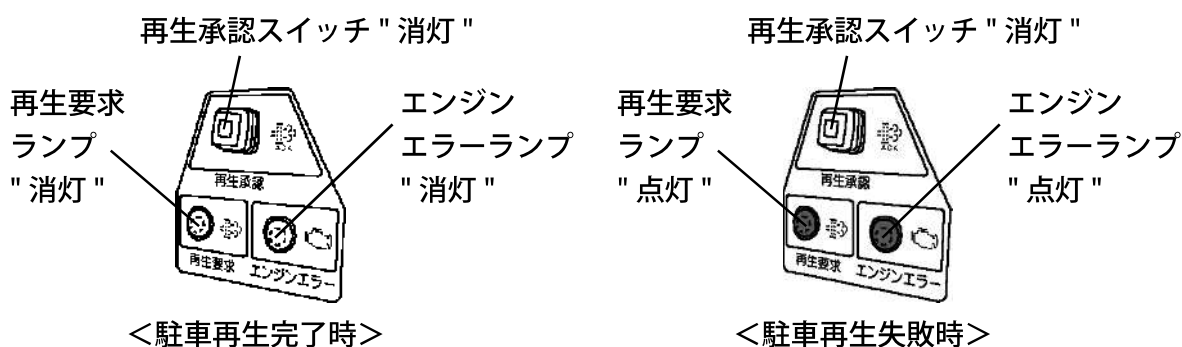 再生承認スイッチ " 消灯 "
再生要求
ランプ
" 消灯 "
エンジン
エラーランプ
" 消灯 "
再生承認
再生要求
エンジンエラー
＜駐車再生完了時＞
再生承認スイッチ " 消灯 "
再生要求
ランプ
" 点灯 "
エンジン
エラーランプ
" 点灯 "
再生承認
再生要求
エンジンエラー
＜駐車再生失敗時＞